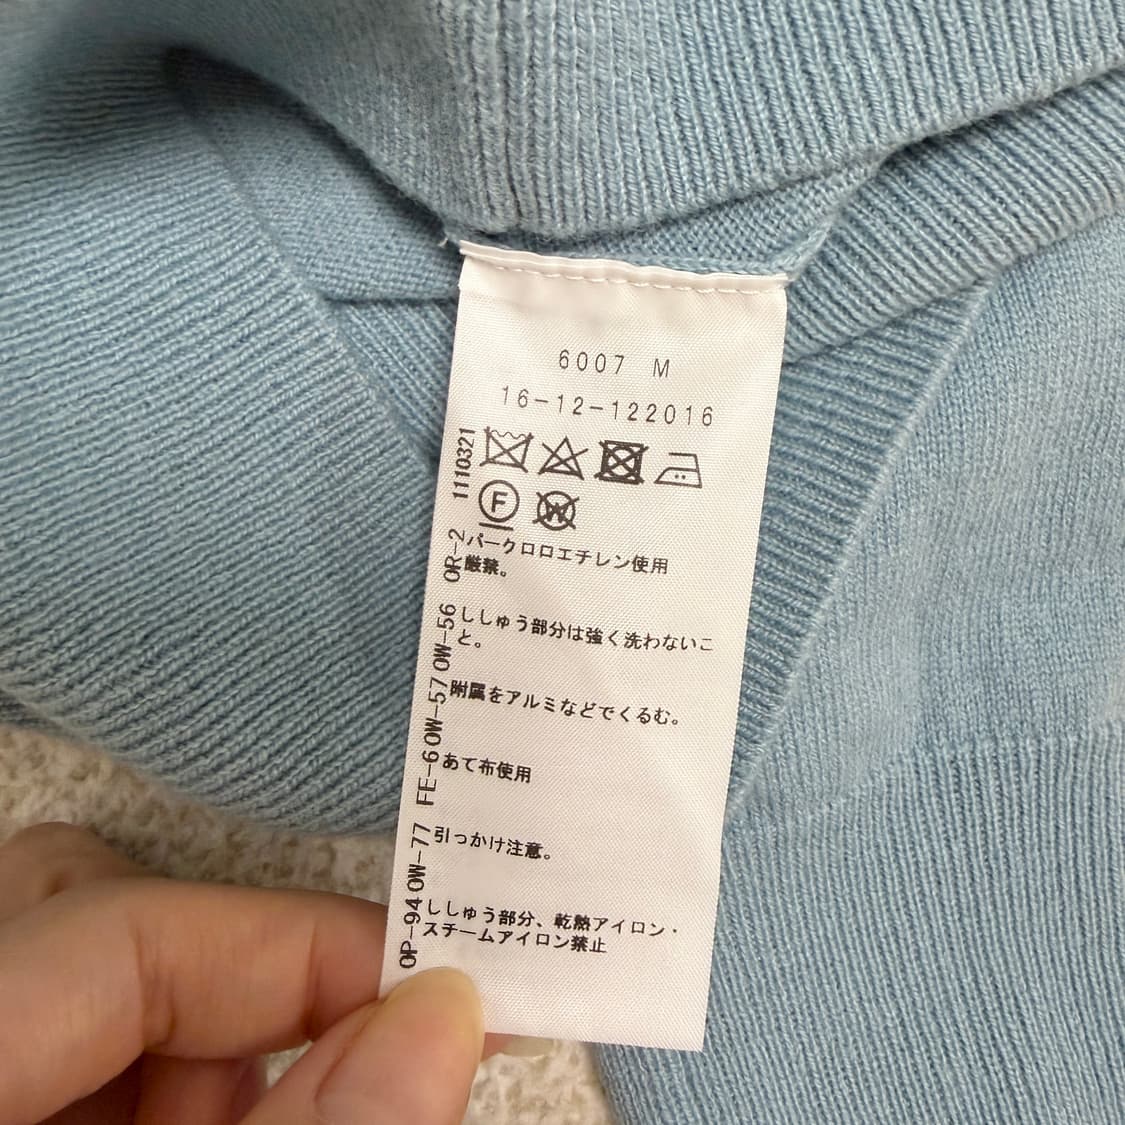 6007 M
16-12-122016
F
W
パークロロエチレン使用
厳禁。
ししゅう部分は強く洗わないこ
と。
附属をアルミなどでくるむ。
あて布使用
引っかけ注意。
ししゅう部分、乾熱アイロン・
スチームアイロン禁止
OP-94 OW-77 FE-6 OW-57 OW-56 OR-2 1110321